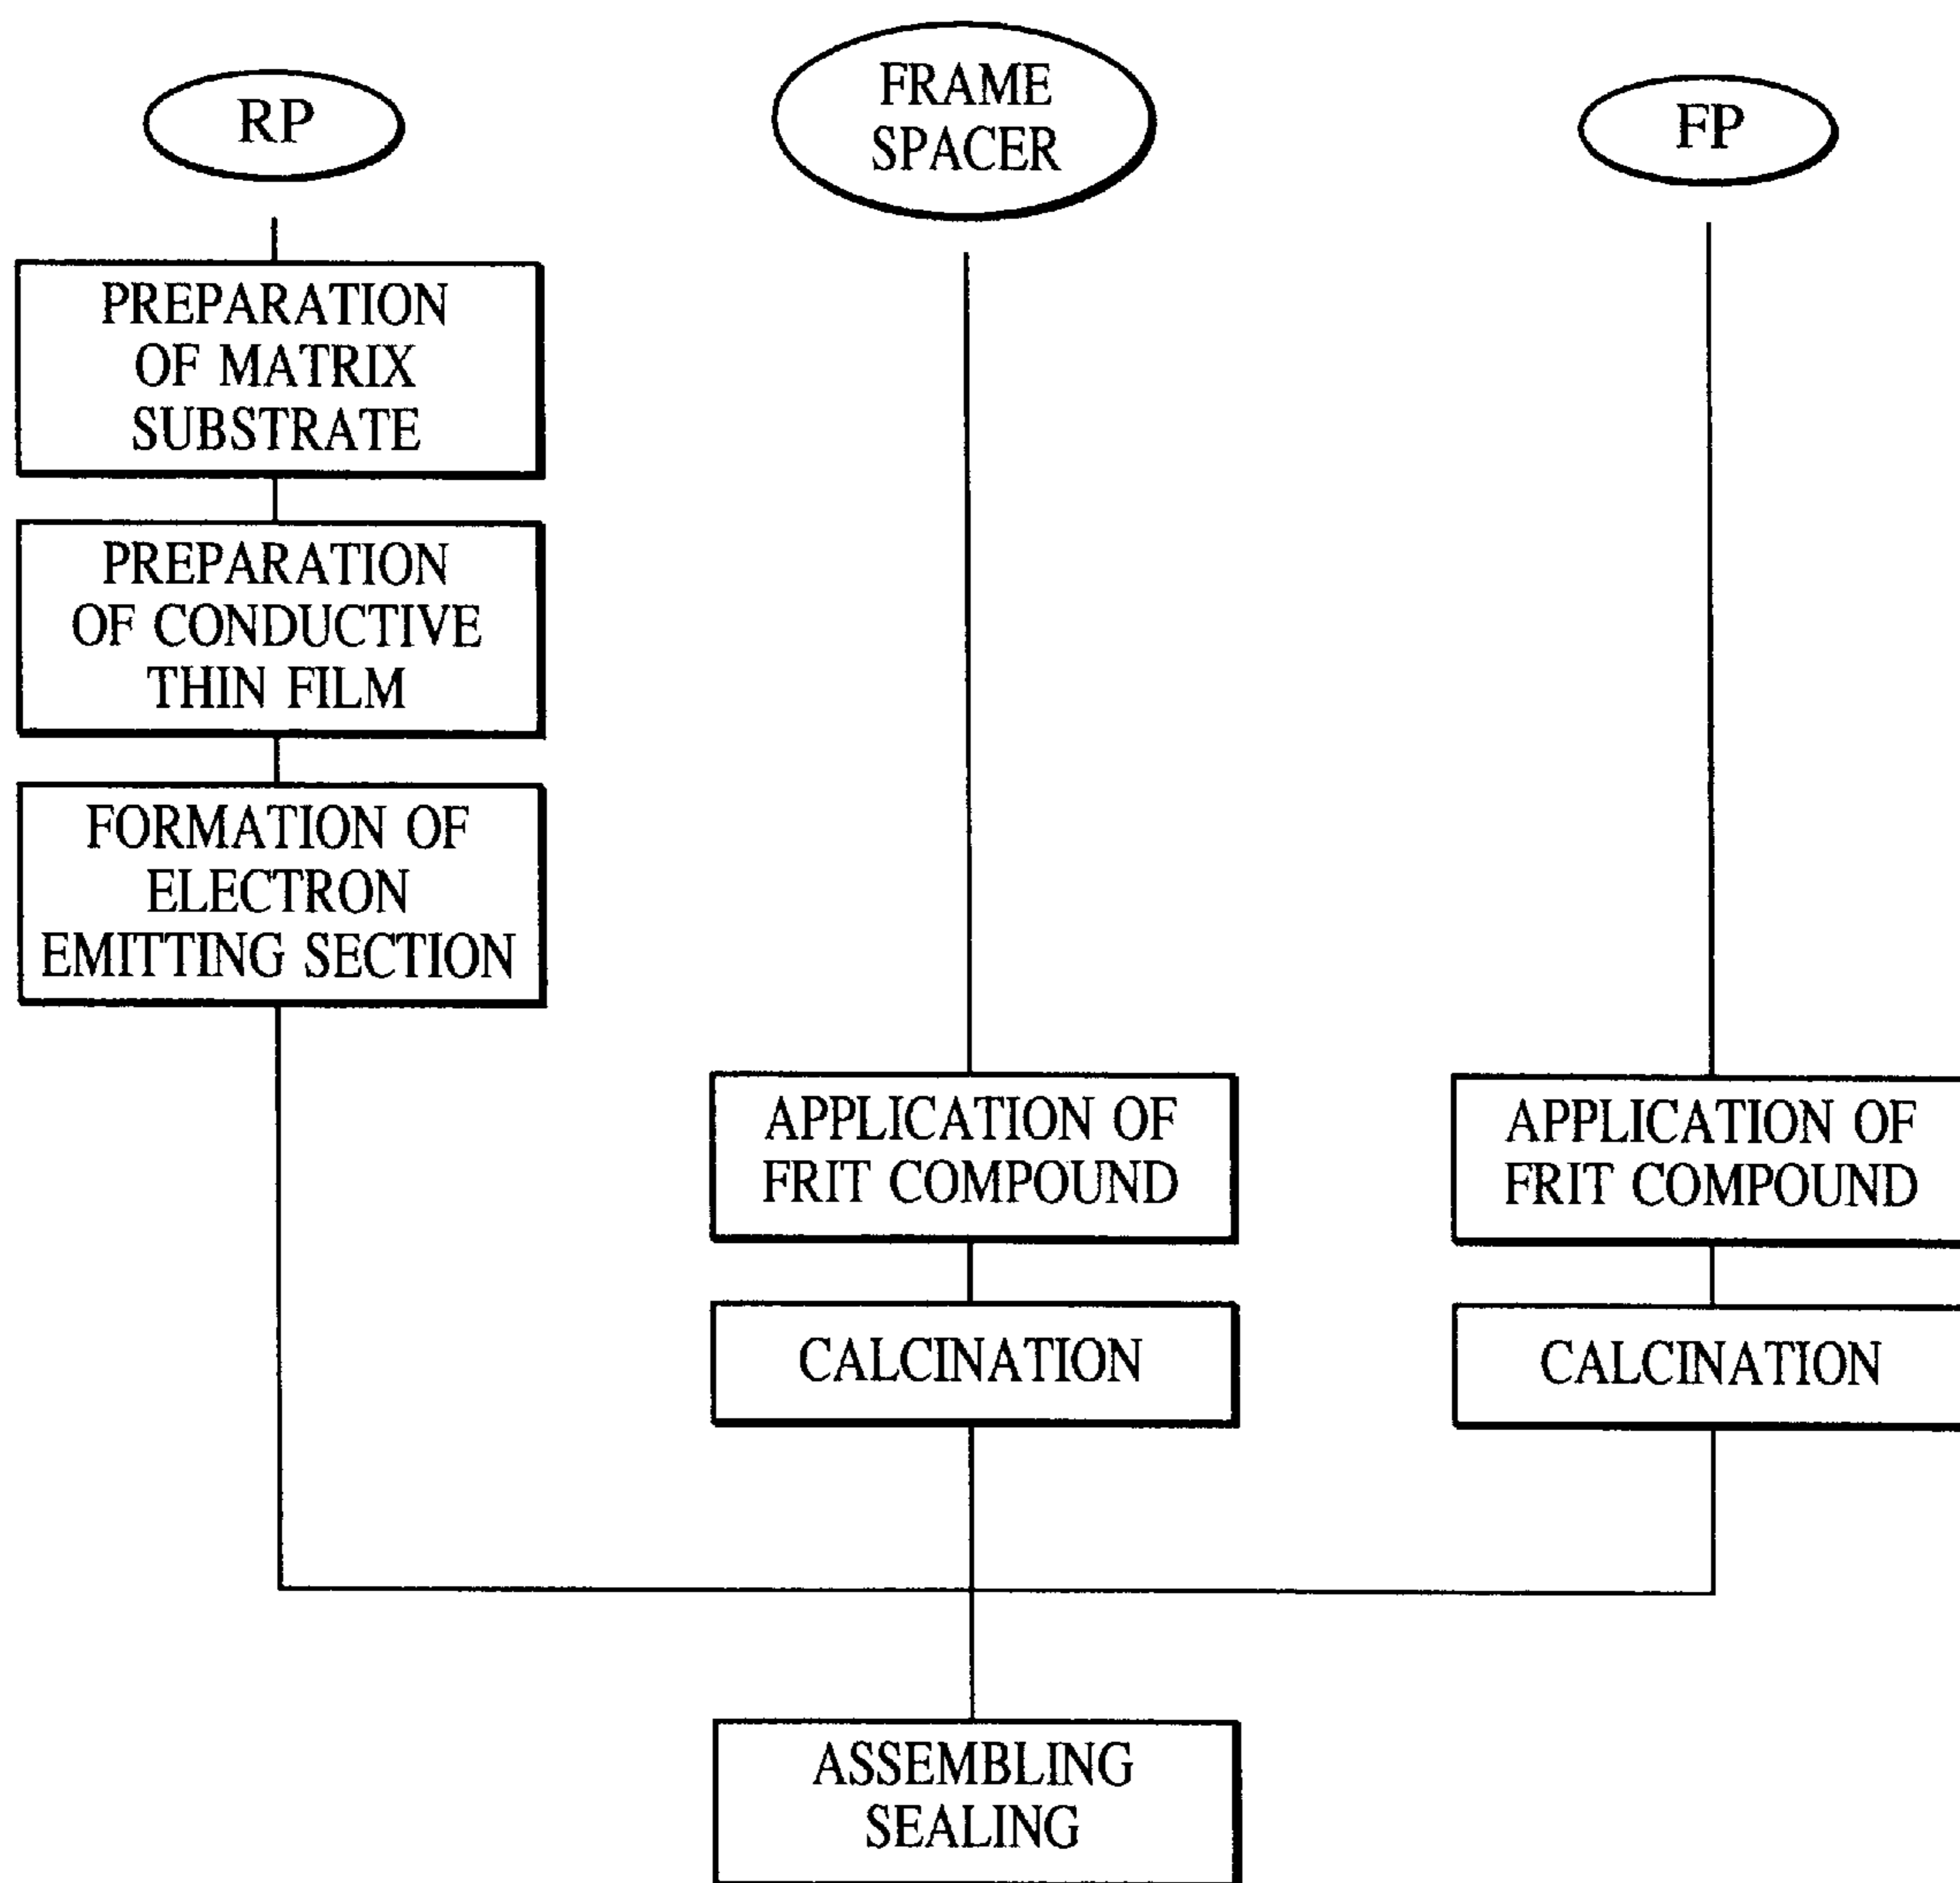 RP
FRAME
SPACER
FP
PREPARATION
OF MATRIX
SUBSTRATE
PREPARATION
OF CONDUCTIVE
THIN FILM
FORMATION OF
ELECTRON
EMITTING SECTION
APPLICATION OF
FRIT COMPOUND
APPLICATION OF
FRIT COMPOUND
CALCINATION
CALCINATION
ASSEMBLING
SEALING